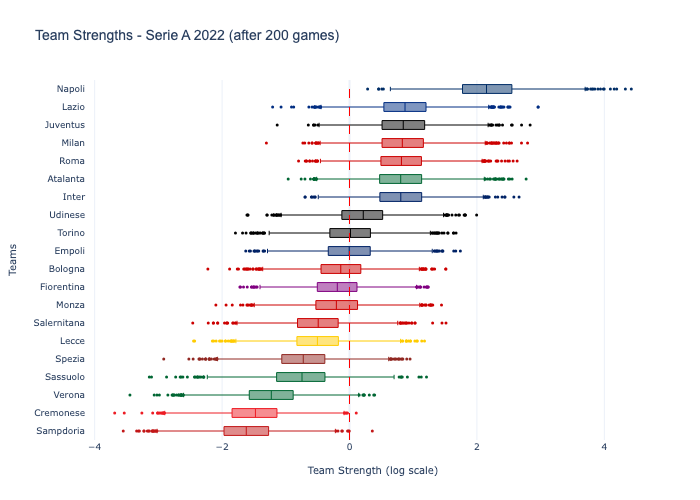 Team Strengths - Serie A 2022 (after 200 games)
Napoli
Lazio
Juventus
Milan
Roma
Atalanta
Inter
Udinese
Torino
Empoli
Bologna
Fiorentina
Monza
Salernitana
Lecce
Spezia
Sassuolo
Verona
Cremonese
Sampdoria
Teams
−4
−2
0
2
4
Team Strength (log scale)